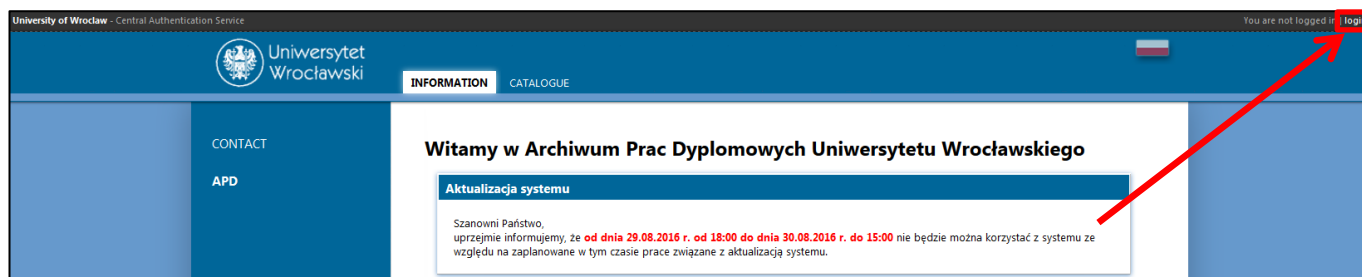 University of Wroclaw - Central Authentication Service
You are not logged in | login
Uniwersytet
Wrocławski
INFORMATION CATALOGUE
CONTACT
Witamy w Archiwum Prac Dyplomowych Uniwersytetu Wrocławskiego
APD
Aktualizacja systemu
Szanowni Państwo,
uprzejmie informujemy, że od dnia 29.08.2016 r. od 18:00 do dnia 30.08.2016 r. do 15:00 nie będzie można korzystać z systemu ze
względu na zaplanowane w tym czasie prace związane z aktualizacją systemu.